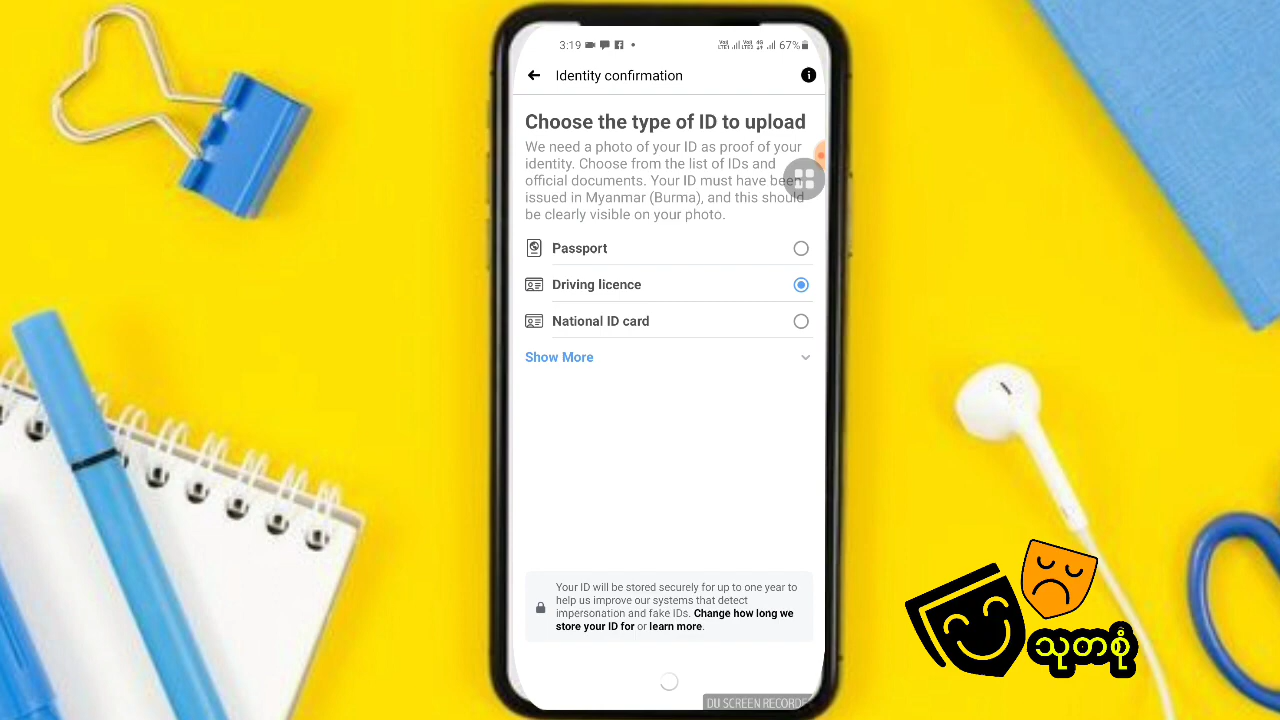 3:19
67%
Identity confirmation
Choose the type of ID to upload
We need a photo of your ID as proof of your
identity. Choose from the list of IDs and
official documents. Your ID must have been
issued in Myanmar (Burma), and this should
be clearly visible on your photo.
Passport
Driving licence
National ID card
Show More
Your ID will be stored securely for up to one year to
help us improve our systems that detect
impersonation and fake IDs. Change how long we
store your ID for or learn more.
DU SCREEN RECORDE
သုတစုံ